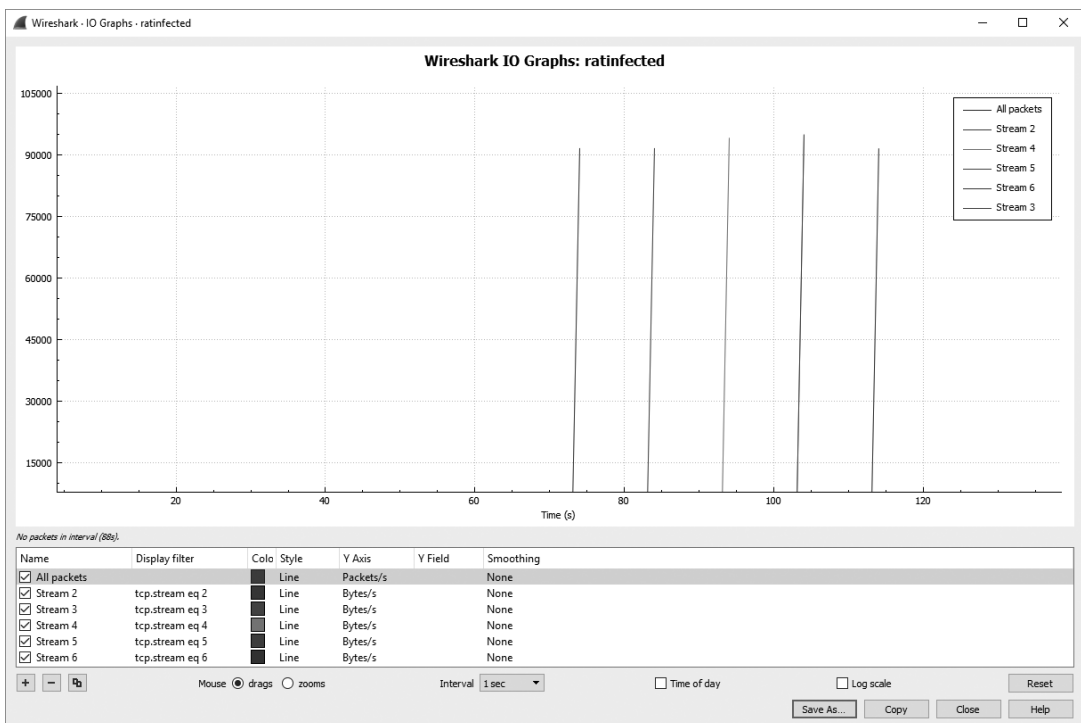 Wireshark · IO Graphs · ratinfected
Wireshark IO Graphs: ratinfected
105000
90000
75000
60000
45000
30000
15000
20 40 60 80 100 120
Time (s)
All packets
Stream 2
Stream 4
Stream 5
Stream 6
Stream 3
No packets in interval (88s).
Name Display filter Colo Style Y Axis Y Field Smoothing
All packets Line Packets/s None
Stream 2 tcp.stream eq 2 Line Bytes/s None
Stream 3 tcp.stream eq 3 Line Bytes/s None
Stream 4 tcp.stream eq 4 Line Bytes/s None
Stream 5 tcp.stream eq 5 Line Bytes/s None
Stream 6 tcp.stream eq 6 Line Bytes/s None
+ − Mouse drags zooms Interval 1 sec Time of day Log scale Reset
Save As... Copy Close Help